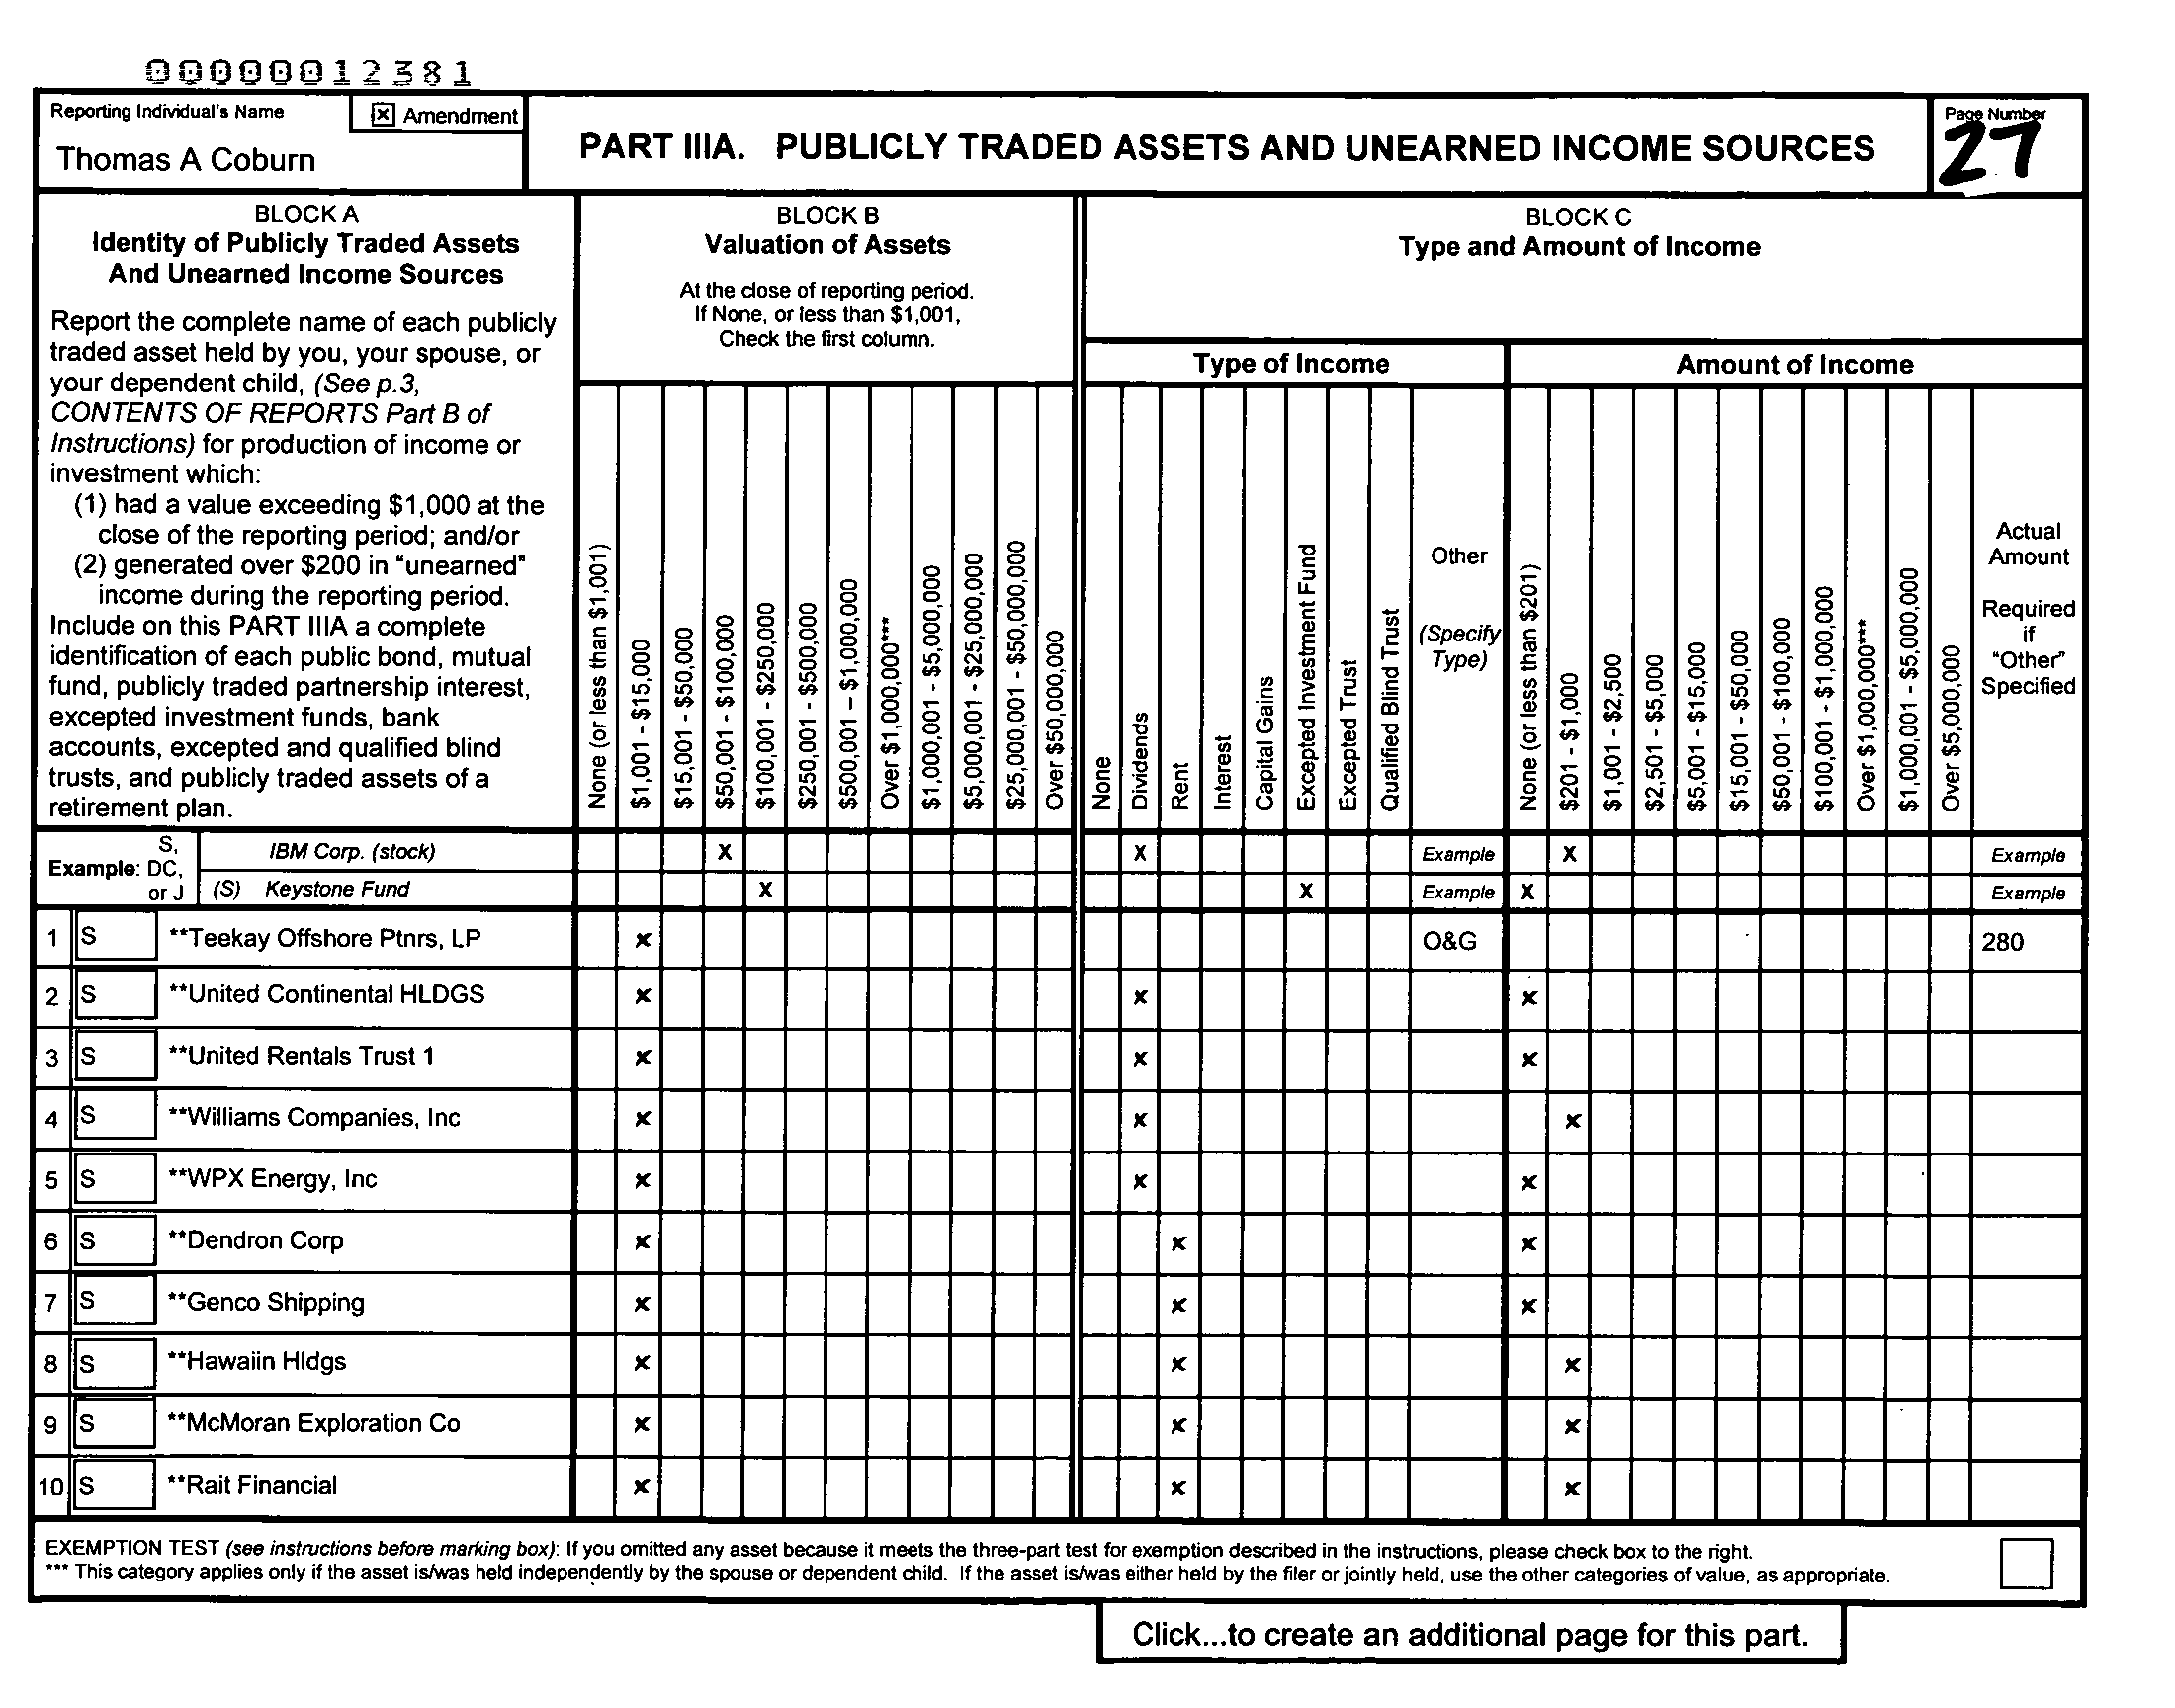 000000012381
Reporting Individual's Name
☒ Amendment
Thomas A Coburn
PART IIIA. PUBLICLY TRADED ASSETS AND UNEARNED INCOME SOURCES
Page Number
27
BLOCK A
Identity of Publicly Traded Assets
And Unearned Income Sources
Report the complete name of each publicly
traded asset held by you, your spouse, or
your dependent child, (See p.3,
CONTENTS OF REPORTS Part B of
Instructions) for production of income or
investment which:
(1) had a value exceeding $1,000 at the
close of the reporting period; and/or
(2) generated over $200 in "unearned"
income during the reporting period.
Include on this PART IIIA a complete
identification of each public bond, mutual
fund, publicly traded partnership interest,
excepted investment funds, bank
accounts, excepted and qualified blind
trusts, and publicly traded assets of a
retirement plan.
BLOCK B
Valuation of Assets
At the close of reporting period.
If None, or less than $1,001,
Check the first column.
None (or less than $1,001)
$1,001 - $15,000
$15,001 - $50,000
$50,001 - $100,000
$100,001 - $250,000
$250,001 - $500,000
$500,001 – $1,000,000
Over $1,000,000***
$1,000,001 - $5,000,000
$5,000,001 - $25,000,000
$25,000,001 - $50,000,000
Over $50,000,000
BLOCK C
Type and Amount of Income
Type of Income
None
Dividends
Rent
Interest
Capital Gains
Excepted Investment Fund
Excepted Trust
Qualified Blind Trust
Other
(Specify
Type)
Amount of Income
None (or less than $201)
$201 - $1,000
$1,001 - $2,500
$2,501 - $5,000
$5,001 - $15,000
$15,001 - $50,000
$50,001 - $100,000
$100,001 - $1,000,000
Over $1,000,000***
$1,000,001 - $5,000,000
Over $5,000,000
Actual
Amount
Required
if
"Other"
Specified
Example: S, DC, or J
IBM Corp. (stock) X X Example X Example
(S) Keystone Fund X X Example X Example
1 S **Teekay Offshore Ptnrs, LP x O&G 280
2 S **United Continental HLDGS x x x
3 S **United Rentals Trust 1 x x x
4 S **Williams Companies, Inc x x x
5 S **WPX Energy, Inc x x x
6 S **Dendron Corp x x x
7 S **Genco Shipping x x x
8 S **Hawaiin Hldgs x x x
9 S **McMoran Exploration Co x x x
10 S **Rait Financial x x x
EXEMPTION TEST (see instructions before marking box): If you omitted any asset because it meets the three-part test for exemption described in the instructions, please check box to the right.
*** This category applies only if the asset is/was held independently by the spouse or dependent child. If the asset is/was either held by the filer or jointly held, use the other categories of value, as appropriate.
Click...to create an additional page for this part.